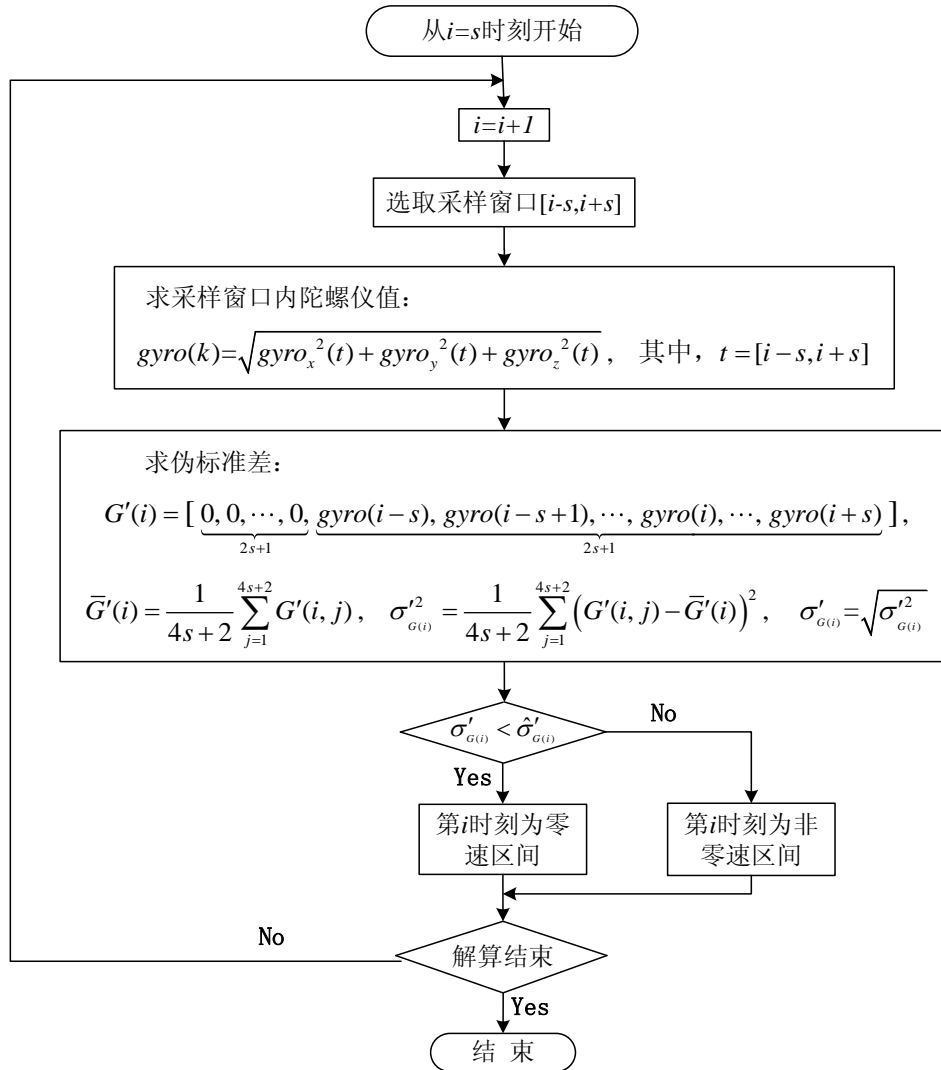 从i=s时刻开始
i=i+1
选取采样窗口[i-s,i+s]
求采样窗口内陀螺仪值：
gyro(k)=√(gyro_x²(t)+gyro_y²(t)+gyro_z²(t)) , 其中，t=[i−s,i+s]
求伪标准差：
G′(i)=[0,0,⋯,0,gyro(i−s),gyro(i−s+1),⋯,gyro(i),⋯,gyro(i+s)],
2s+1 2s+1
G̅′(i)=1/(4s+2) ∑_{j=1}^{4s+2} G′(i,j), σ′²_{G(i)}=1/(4s+2) ∑_{j=1}^{4s+2} (G′(i,j)−G̅′(i))², σ′_{G(i)}=√(σ′²_{G(i)})
σ′_{G(i)}<σ̂′_{G(i)}
No
Yes
第i时刻为零
速区间
第i时刻为非
零速区间
No
解算结束
Yes
结 束